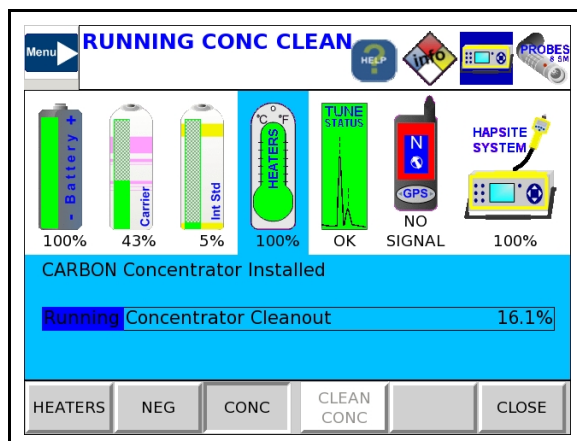 Menu
RUNNING CONC CLEAN
HELP
info
PROBES
& SM
- Battery +
Carrier
Int Std
°C °F
HEATERS
TUNE
STATUS
N
GPS
HAPSITE
SYSTEM
100%
43%
5%
100%
OK
NO
SIGNAL
100%
CARBON Concentrator Installed
Running Concentrator Cleanout 16.1%
HEATERS
NEG
CONC
CLEAN
CONC
CLOSE